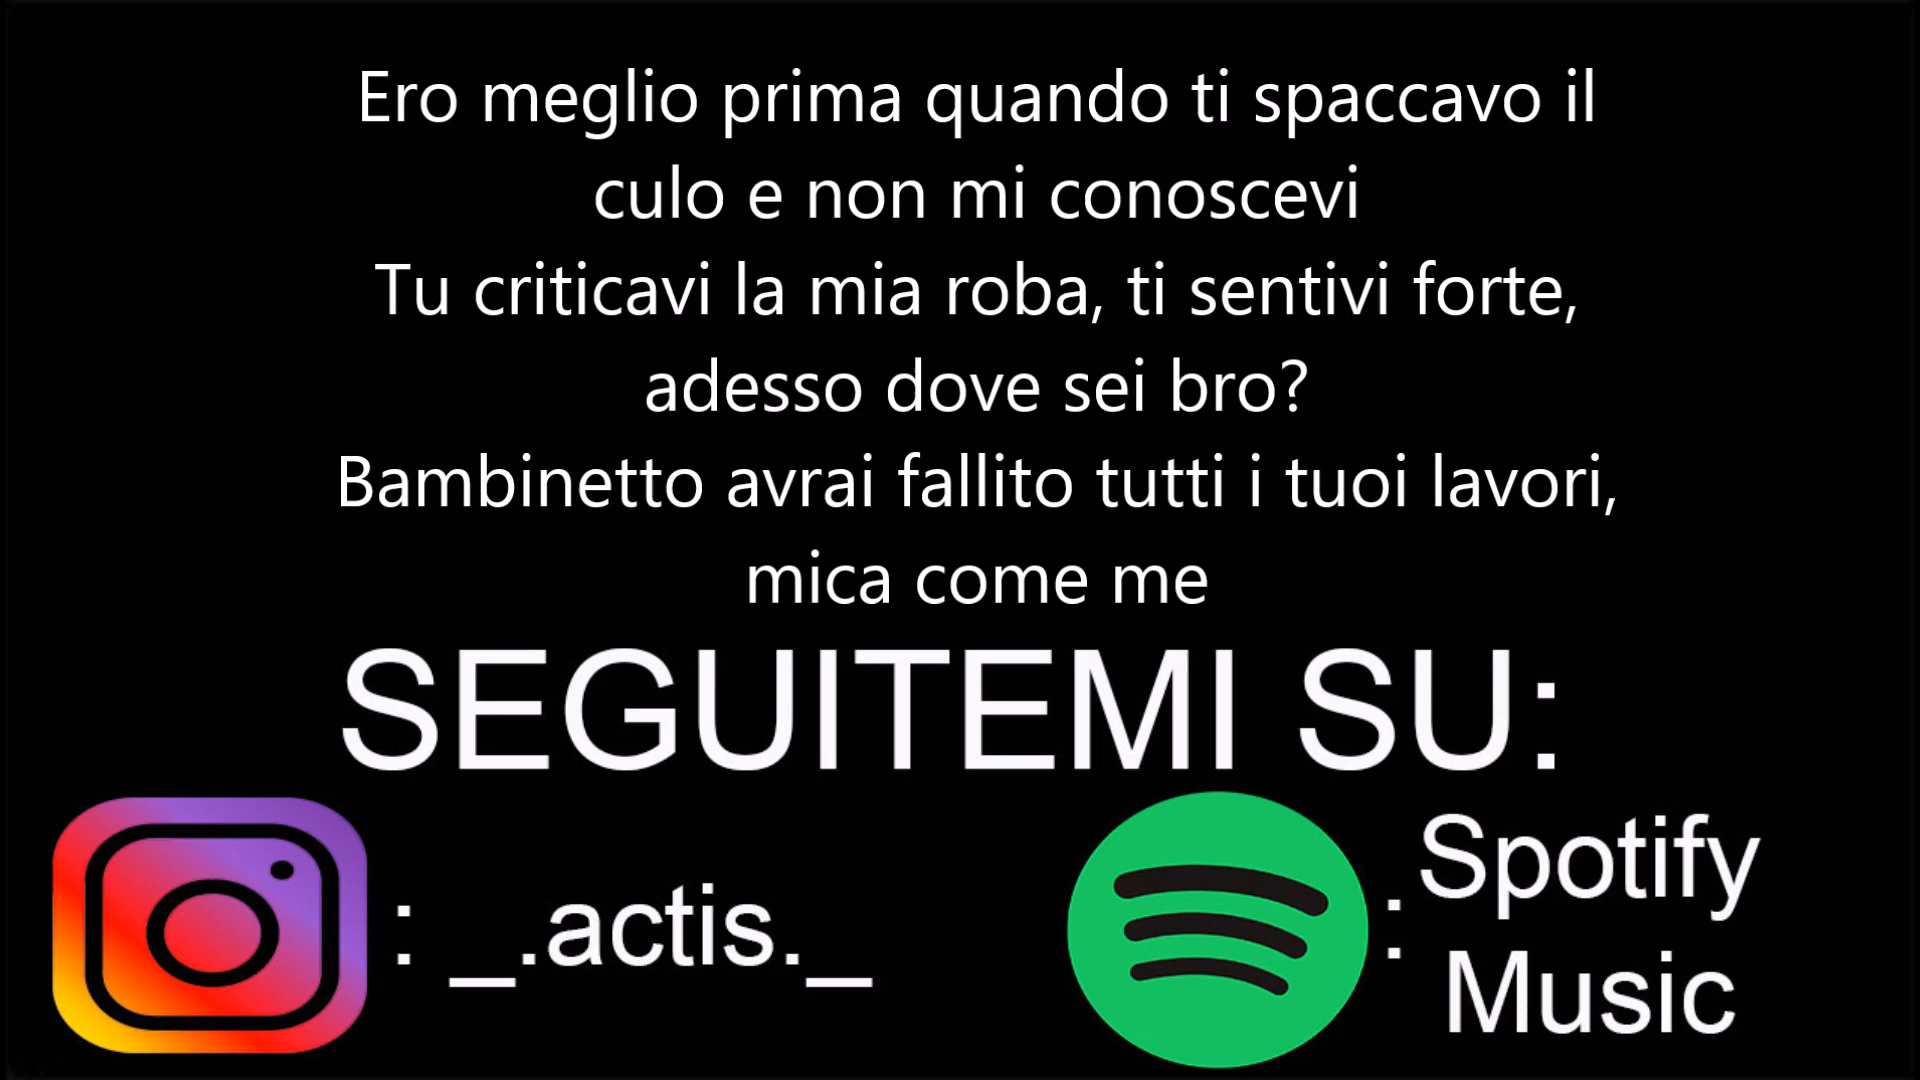 Ero meglio prima quando ti spaccavo il
culo e non mi conoscevi
Tu criticavi la mia roba, ti sentivi forte,
adesso dove sei bro?
Bambinetto avrai fallito tutti i tuoi lavori,
mica come me
SEGUITEMI SU:
: _.actis._
: Spotify
Music